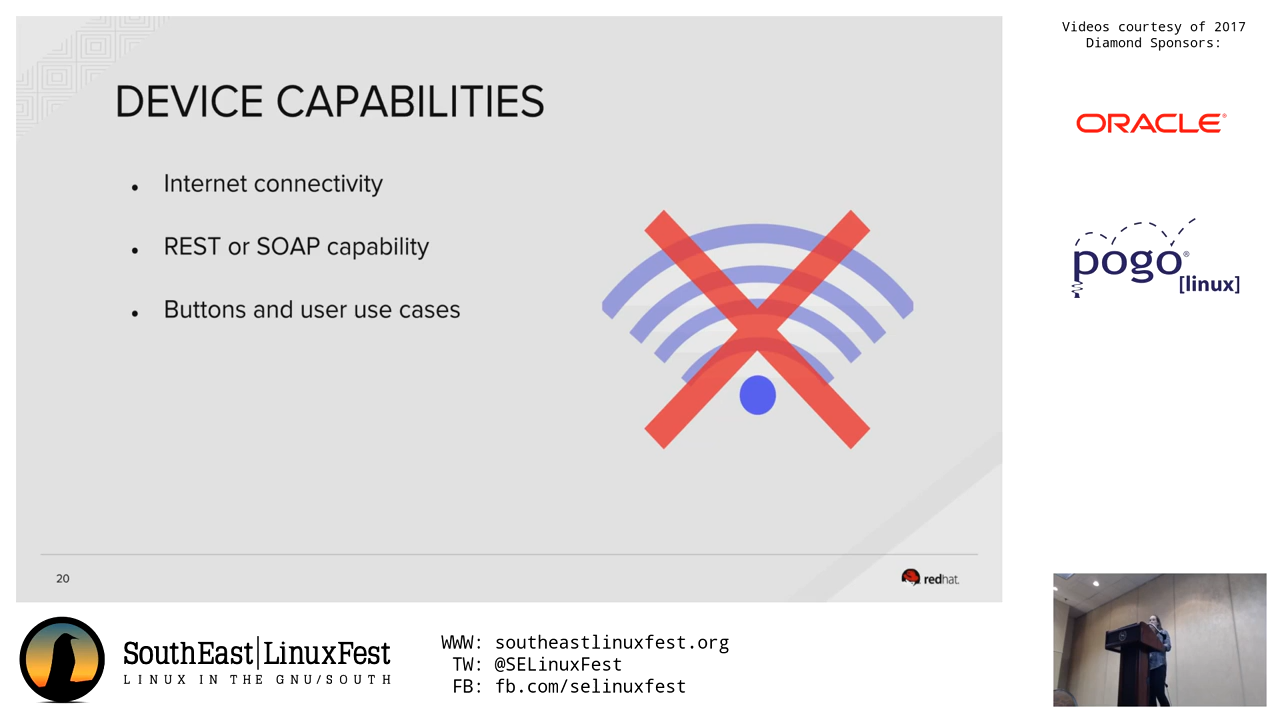 DEVICE CAPABILITIES
• Internet connectivity
• REST or SOAP capability
• Buttons and user use cases
20
redhat.
Videos courtesy of 2017
Diamond Sponsors:
ORACLE®
pogo®
[linux]
SouthEast|LinuxFest
LINUX IN THE GNU/SOUTH
WWW: southeastlinuxfest.org
TW: @SELinuxFest
FB: fb.com/selinuxfest